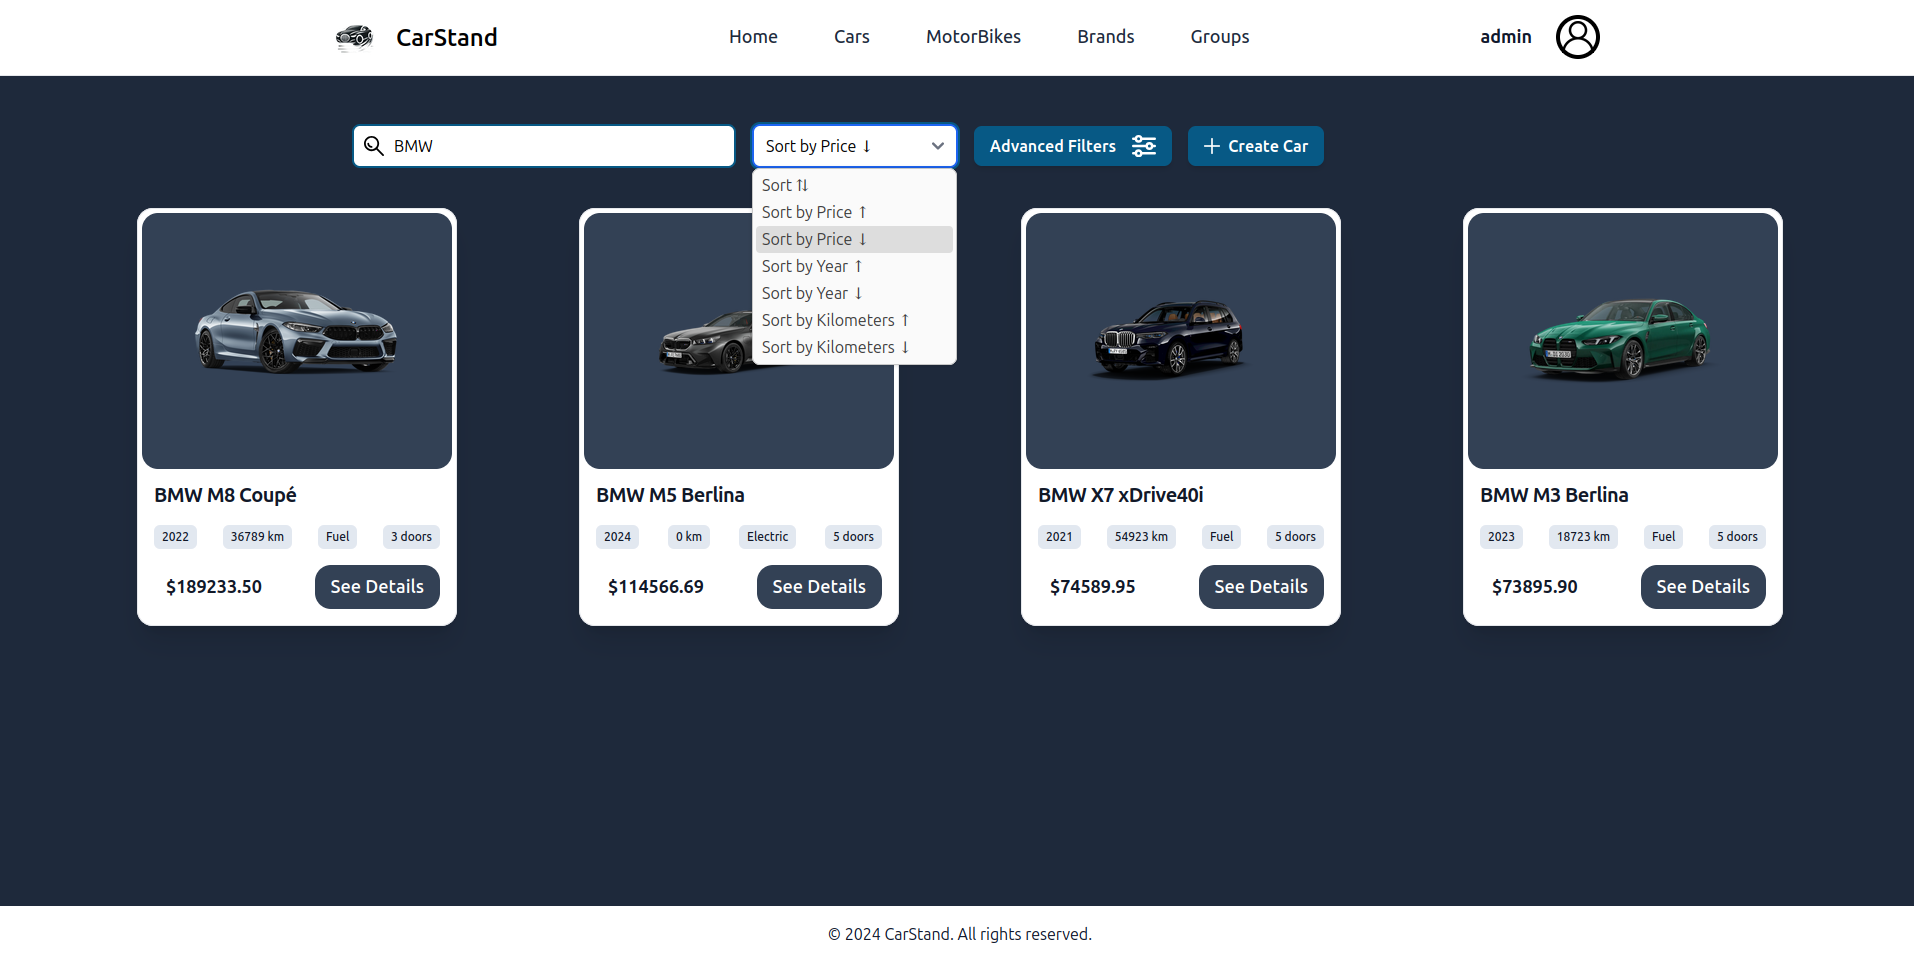 CarStand
Home
Cars
MotorBikes
Brands
Groups
admin
BMW
Sort by Price ↓
Advanced Filters
Create Car
Sort ↑↓
Sort by Price ↑
Sort by Price ↓
Sort by Year ↑
Sort by Year ↓
Sort by Kilometers ↑
Sort by Kilometers ↓
BMW M8 Coupé
2022
36789 km
Fuel
3 doors
$189233.50
See Details
BMW M5 Berlina
2024
0 km
Electric
5 doors
$114566.69
See Details
BMW X7 xDrive40i
2021
54923 km
Fuel
5 doors
$74589.95
See Details
BMW M3 Berlina
2023
18723 km
Fuel
5 doors
$73895.90
See Details
© 2024 CarStand. All rights reserved.